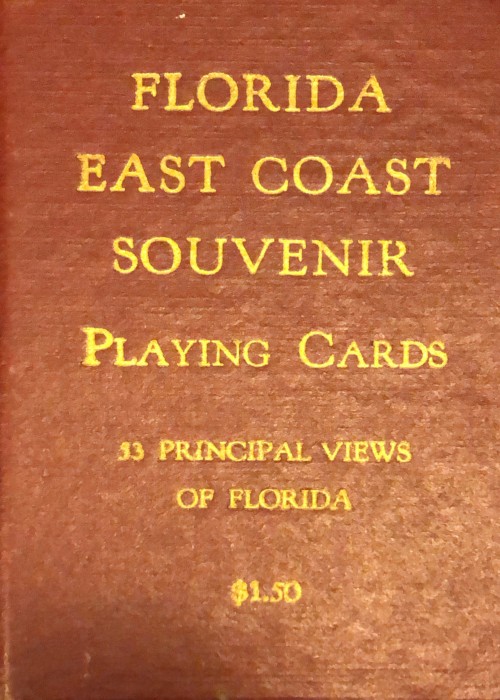 FLORIDA
EAST COAST
SOUVENIR
PLAYING CARDS
53 PRINCIPAL VIEWS
OF FLORIDA
$1.50